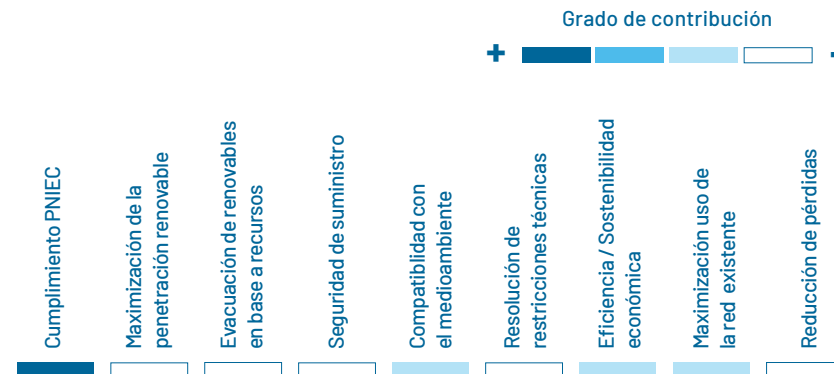 Grado de contribución
+ -
Cumplimiento PNIEC
Maximización de la
penetración renovable
Evacuación de renovables
en base a recursos
Seguridad de suministro
Compatiblidad con
el medioambiente
Resolución de
restricciones técnicas
Eficiencia / Sostenibilidad
económica
Maximización uso de
la red existente
Reducción de pérdidas